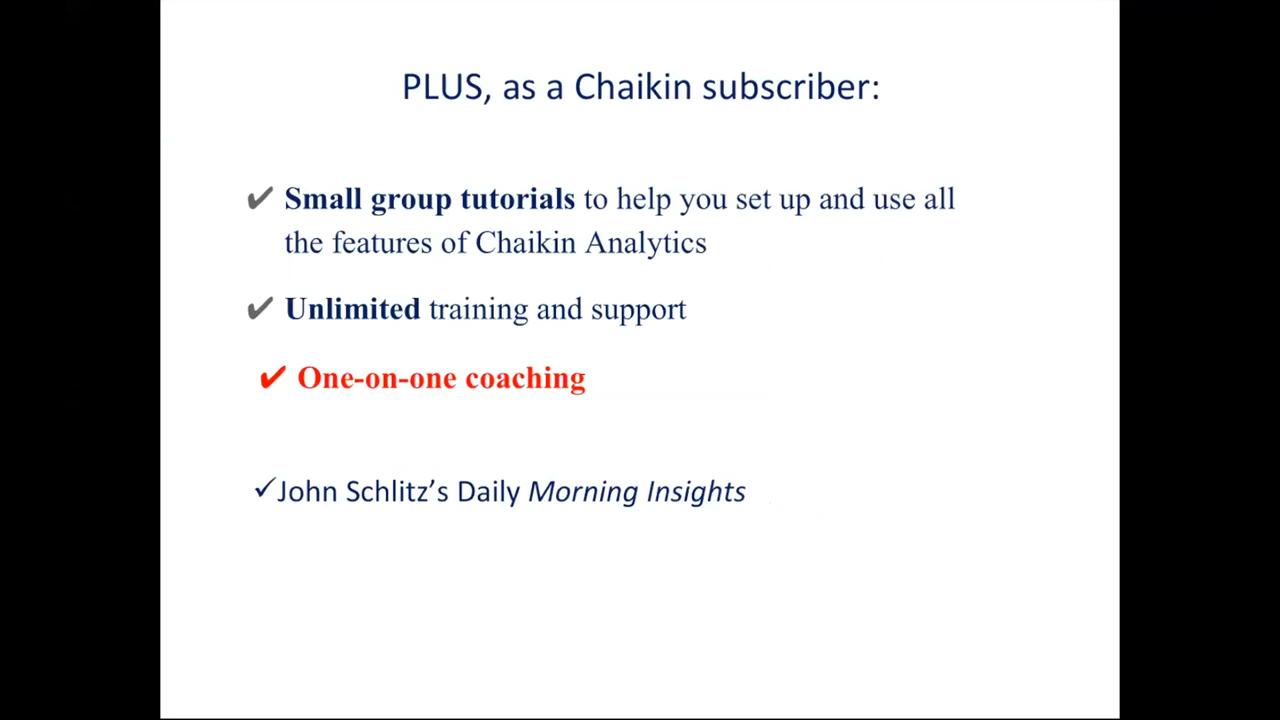 PLUS, as a Chaikin subscriber:
✔ Small group tutorials to help you set up and use all
the features of Chaikin Analytics
✔ Unlimited training and support
✔ One-on-one coaching
✓John Schlitz’s Daily Morning Insights